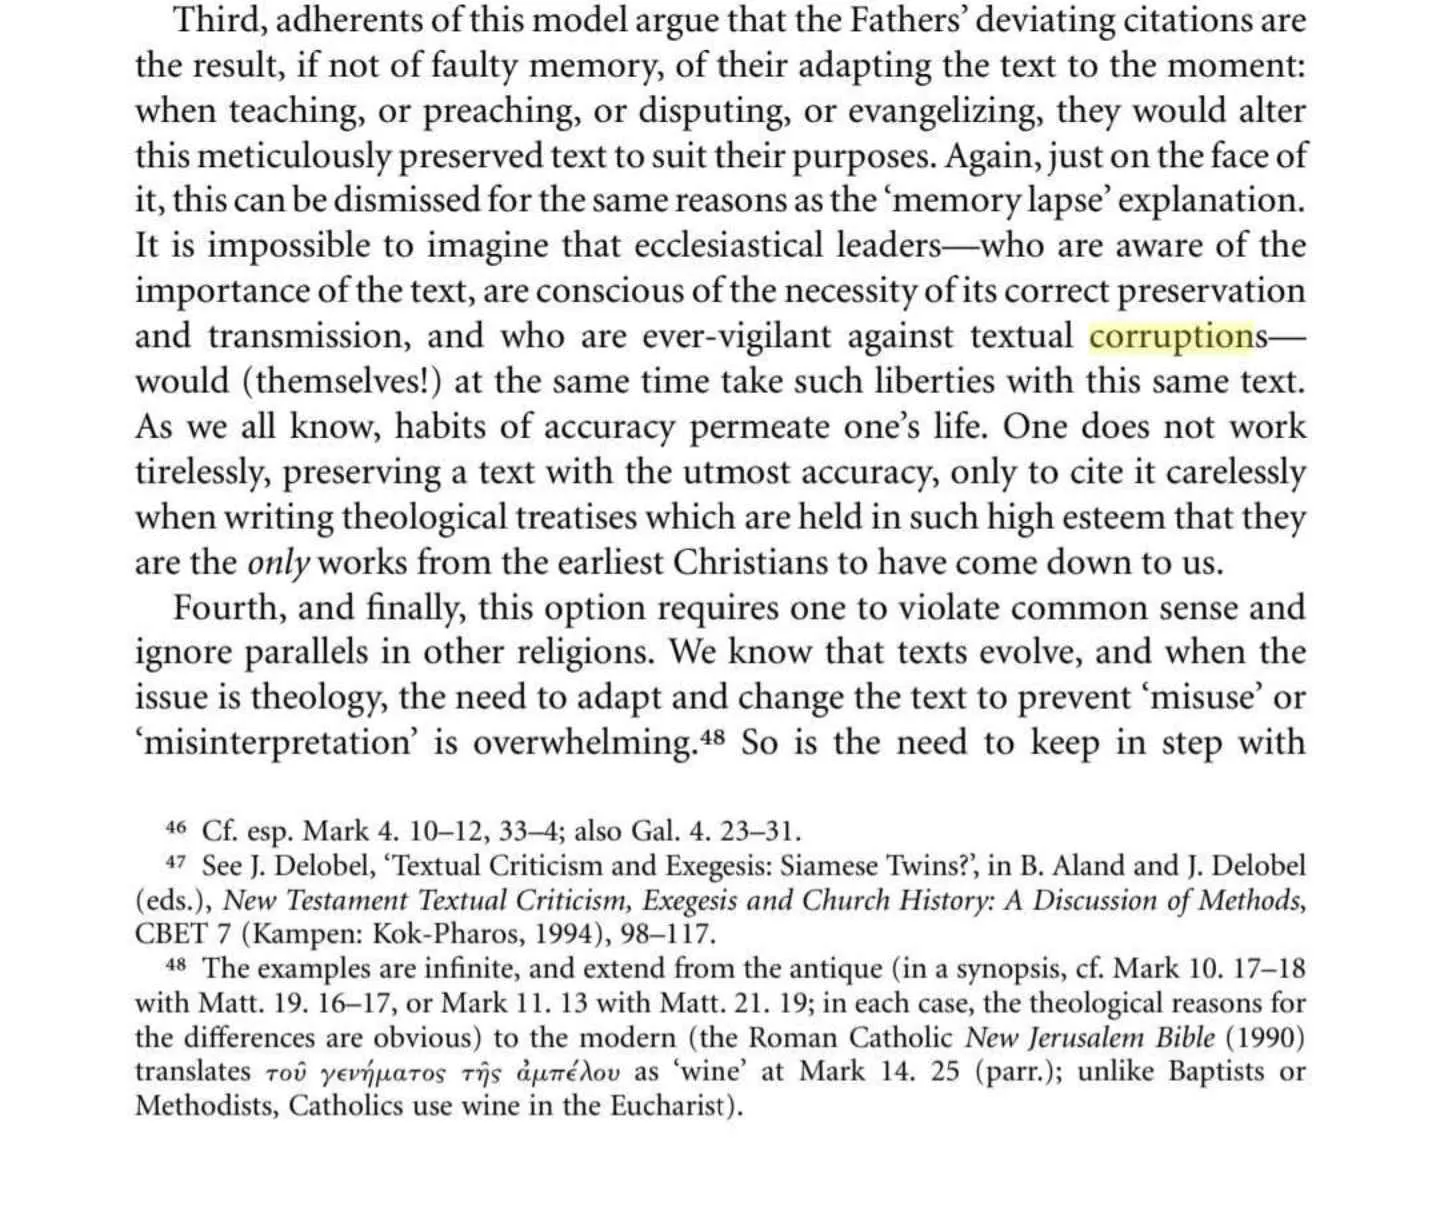 Third, adherents of this model argue that the Fathers’ deviating citations are
the result, if not of faulty memory, of their adapting the text to the moment:
when teaching, or preaching, or disputing, or evangelizing, they would alter
this meticulously preserved text to suit their purposes. Again, just on the face of
it, this can be dismissed for the same reasons as the ‘memory lapse’ explanation.
It is impossible to imagine that ecclesiastical leaders—who are aware of the
importance of the text, are conscious of the necessity of its correct preservation
and transmission, and who are ever-vigilant against textual corruptions—
would (themselves!) at the same time take such liberties with this same text.
As we all know, habits of accuracy permeate one’s life. One does not work
tirelessly, preserving a text with the utmost accuracy, only to cite it carelessly
when writing theological treatises which are held in such high esteem that they
are the only works from the earliest Christians to have come down to us.
Fourth, and finally, this option requires one to violate common sense and
ignore parallels in other religions. We know that texts evolve, and when the
issue is theology, the need to adapt and change the text to prevent ‘misuse’ or
‘misinterpretation’ is overwhelming.48 So is the need to keep in step with
46 Cf. esp. Mark 4. 10–12, 33–4; also Gal. 4. 23–31.
47 See J. Delobel, ‘Textual Criticism and Exegesis: Siamese Twins?’, in B. Aland and J. Delobel
(eds.), New Testament Textual Criticism, Exegesis and Church History: A Discussion of Methods,
CBET 7 (Kampen: Kok-Pharos, 1994), 98–117.
48 The examples are infinite, and extend from the antique (in a synopsis, cf. Mark 10. 17–18
with Matt. 19. 16–17, or Mark 11. 13 with Matt. 21. 19; in each case, the theological reasons for
the differences are obvious) to the modern (the Roman Catholic New Jerusalem Bible (1990)
translates τοῦ γενήματος τῆς ἀμπέλου as ‘wine’ at Mark 14. 25 (parr.); unlike Baptists or
Methodists, Catholics use wine in the Eucharist).